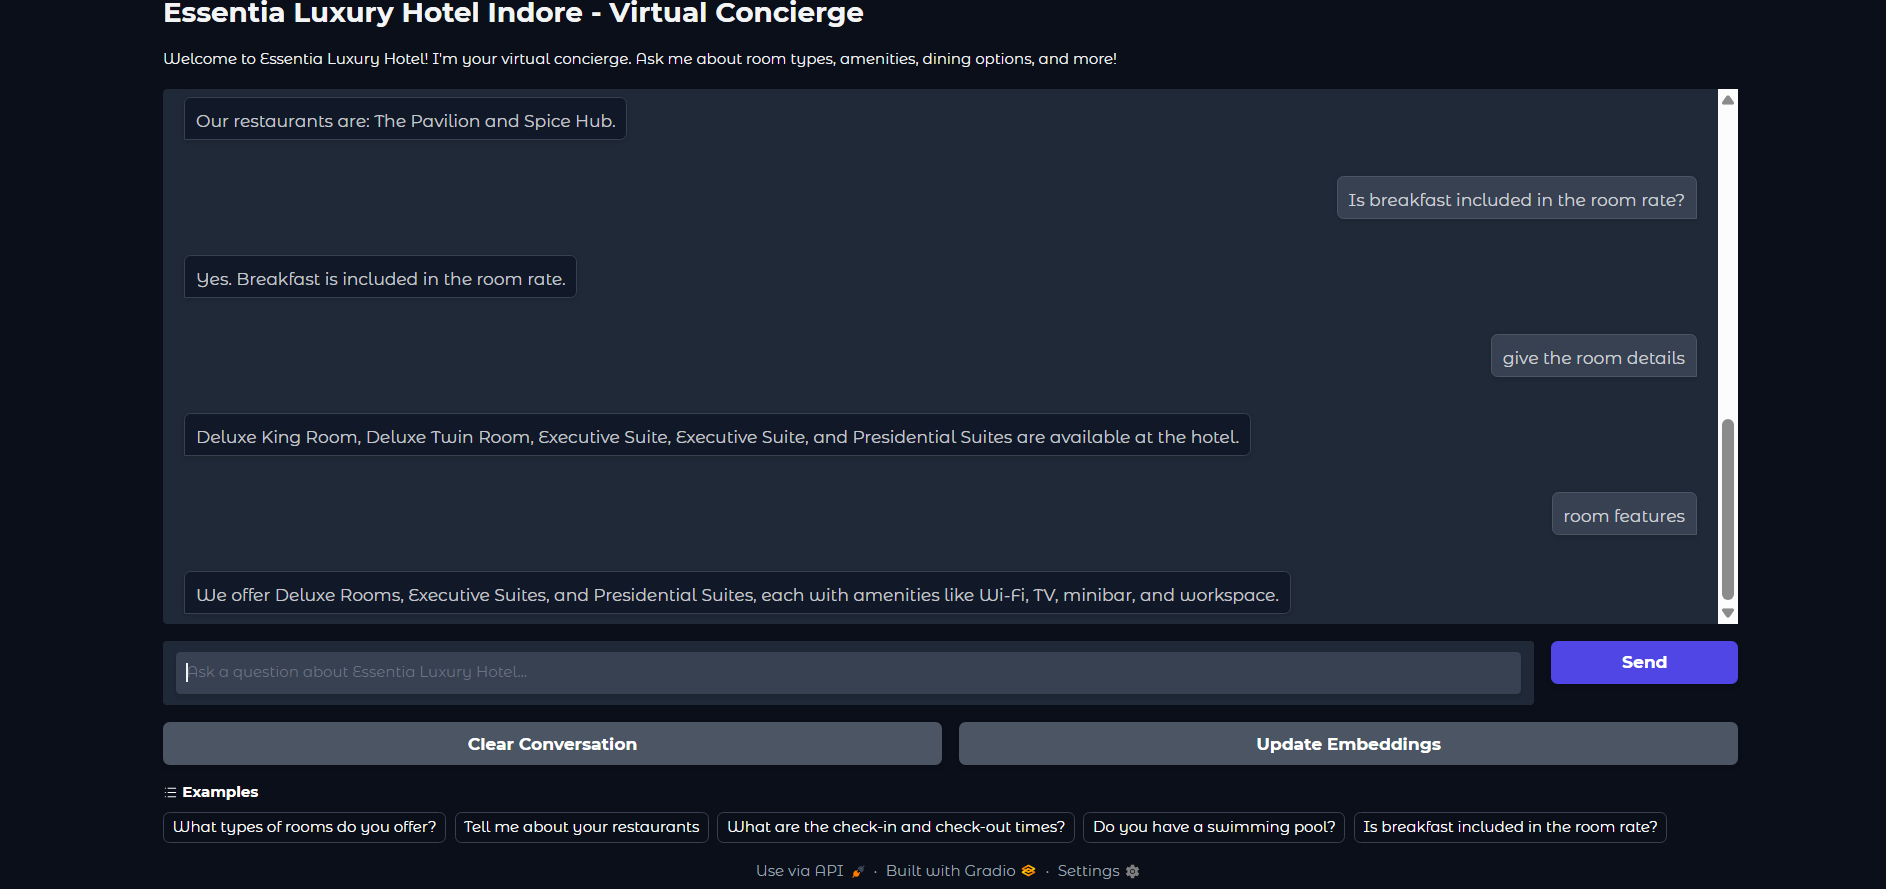 Essentia Luxury Hotel Indore - Virtual Concierge
Welcome to Essentia Luxury Hotel! I'm your virtual concierge. Ask me about room types, amenities, dining options, and more!
Our restaurants are: The Pavilion and Spice Hub.
Is breakfast included in the room rate?
Yes. Breakfast is included in the room rate.
give the room details
Deluxe King Room, Deluxe Twin Room, Executive Suite, Executive Suite, and Presidential Suites are available at the hotel.
room features
We offer Deluxe Rooms, Executive Suites, and Presidential Suites, each with amenities like Wi-Fi, TV, minibar, and workspace.
Ask a question about Essentia Luxury Hotel...
Send
Clear Conversation
Update Embeddings
Examples
What types of rooms do you offer?
Tell me about your restaurants
What are the check-in and check-out times?
Do you have a swimming pool?
Is breakfast included in the room rate?
Use via API · Built with Gradio · Settings